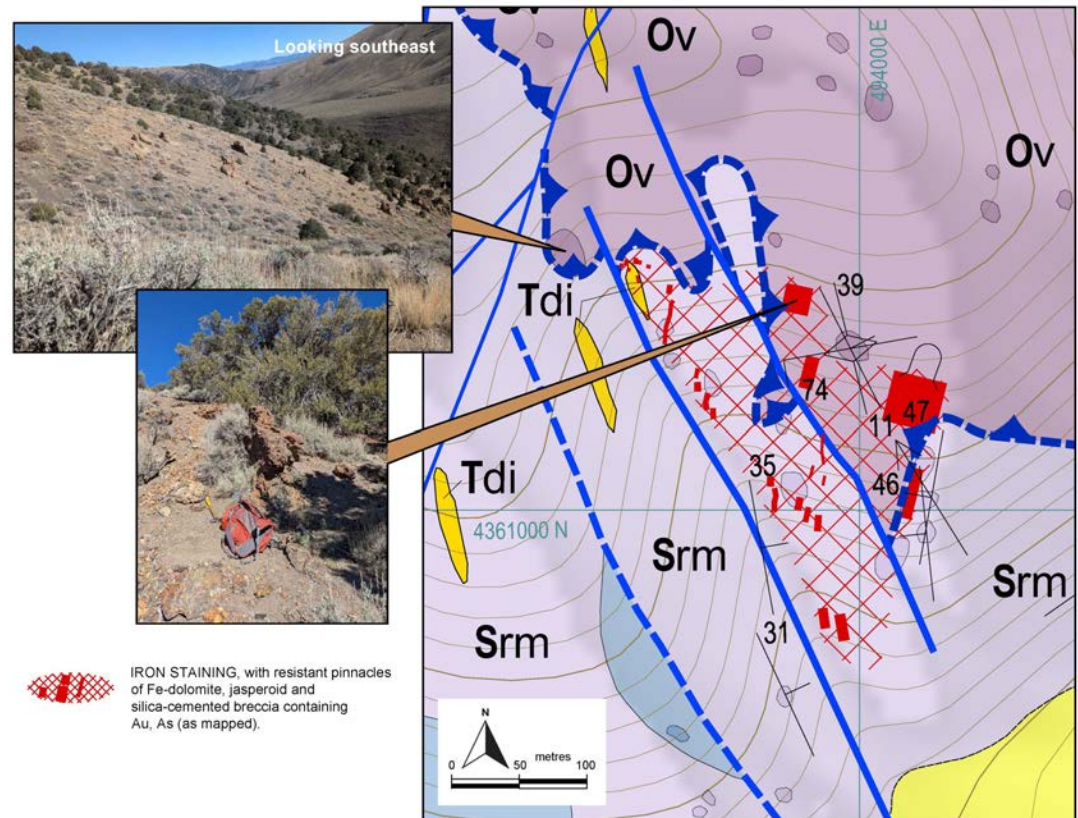 Looking southeast
Ov
Ov
Ov
Ov
494000 E
Tdi
39
74
11
47
35
46
Tdi
4361000 N
Srm
Srm
Srm
31
N
metres
0 50 100
IRON STAINING, with resistant pinnacles
of Fe-dolomite, jasperoid and
silica-cemented breccia containing
Au, As (as mapped).